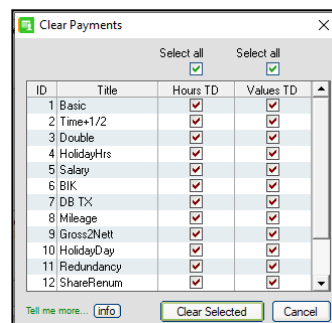 Clear Payments
Select all Select all
ID Title Hours TD Values TD
1 Basic
2 Time+1/2
3 Double
4 HolidayHrs
5 Salary
6 BIK
7 DB TX
8 Mileage
9 Gross2Nett
10 HolidayDay
11 Redundancy
12 ShareRenum
Tell me more... info Clear Selected Cancel